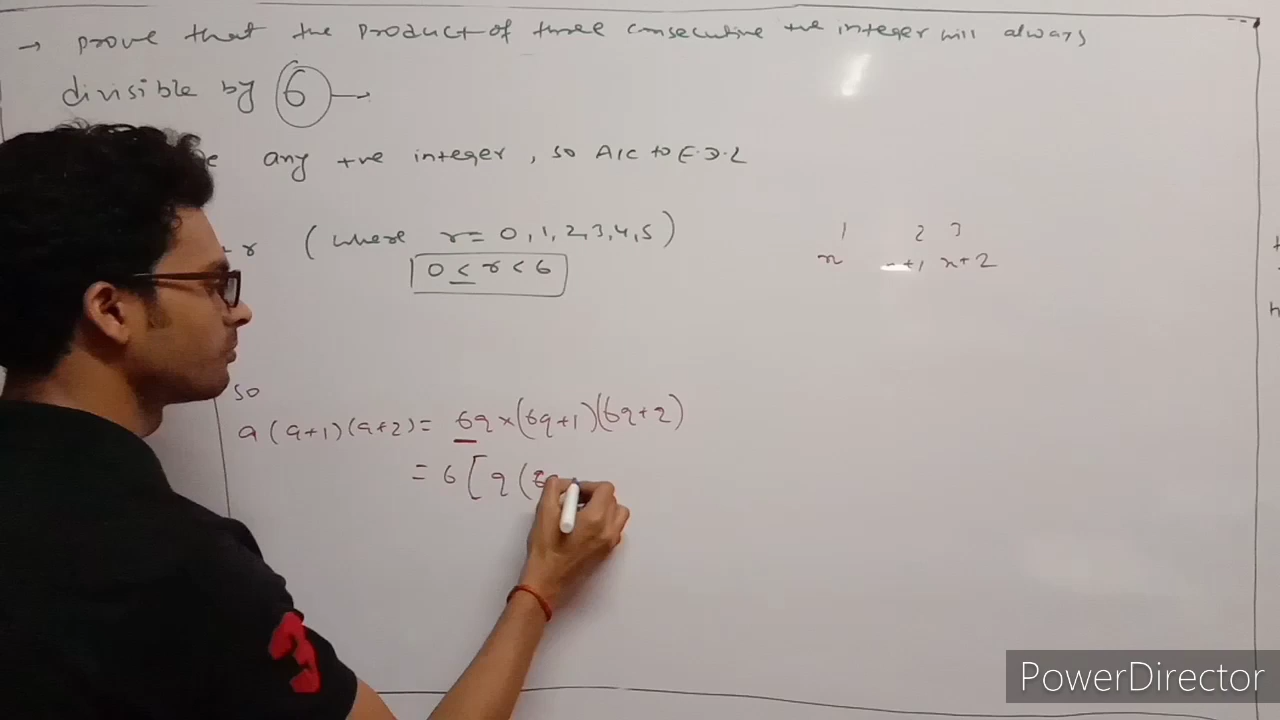 → prove that the product of three consecutive +ve integer will always
divisible by 6 →
any +ve integer, so A/c to E.D.L
+ r (where r = 0, 1, 2, 3, 4, 5)
0 ≤ r < 6
1 2 3
n +1 n+2
so
a(a+1)(a+2) = 6q×(6q+1)(6q+2)
= 6[q(6
3
PowerDirector